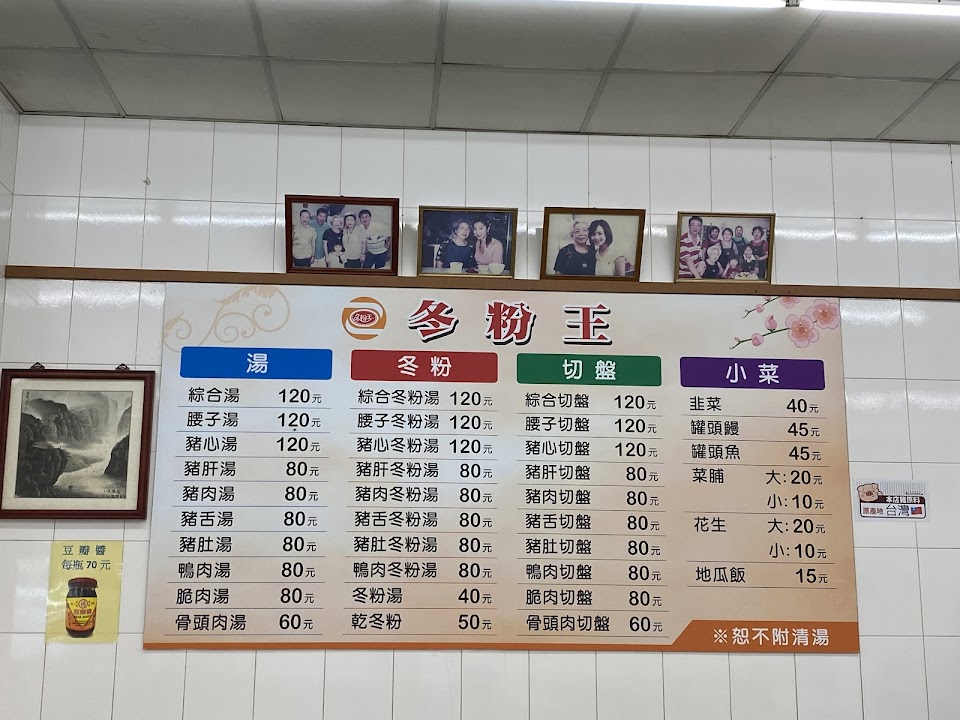 冬粉王
冬粉王
湯
綜合湯 120元
腰子湯 120元
豬心湯 120元
豬肝湯 80元
豬肉湯 80元
豬舌湯 80元
豬肚湯 80元
鴨肉湯 80元
脆肉湯 80元
骨頭肉湯 60元
冬粉
綜合冬粉湯 120元
腰子冬粉湯 120元
豬心冬粉湯 120元
豬肝冬粉湯 80元
豬肉冬粉湯 80元
豬舌冬粉湯 80元
豬肚冬粉湯 80元
鴨肉冬粉湯 80元
冬粉湯 40元
乾冬粉 50元
切盤
綜合切盤 120元
腰子切盤 120元
豬心切盤 120元
豬肝切盤 80元
豬肉切盤 80元
豬舌切盤 80元
豬肚切盤 80元
鴨肉切盤 80元
脆肉切盤 80元
骨頭肉切盤 60元
小菜
韭菜 40元
罐頭鰻 45元
罐頭魚 45元
菜脯 大:20元
小:10元
花生 大:20元
小:10元
地瓜飯 15元
※恕不附清湯
豆瓣醬
每瓶70元
本店豬原料
原產地 台灣